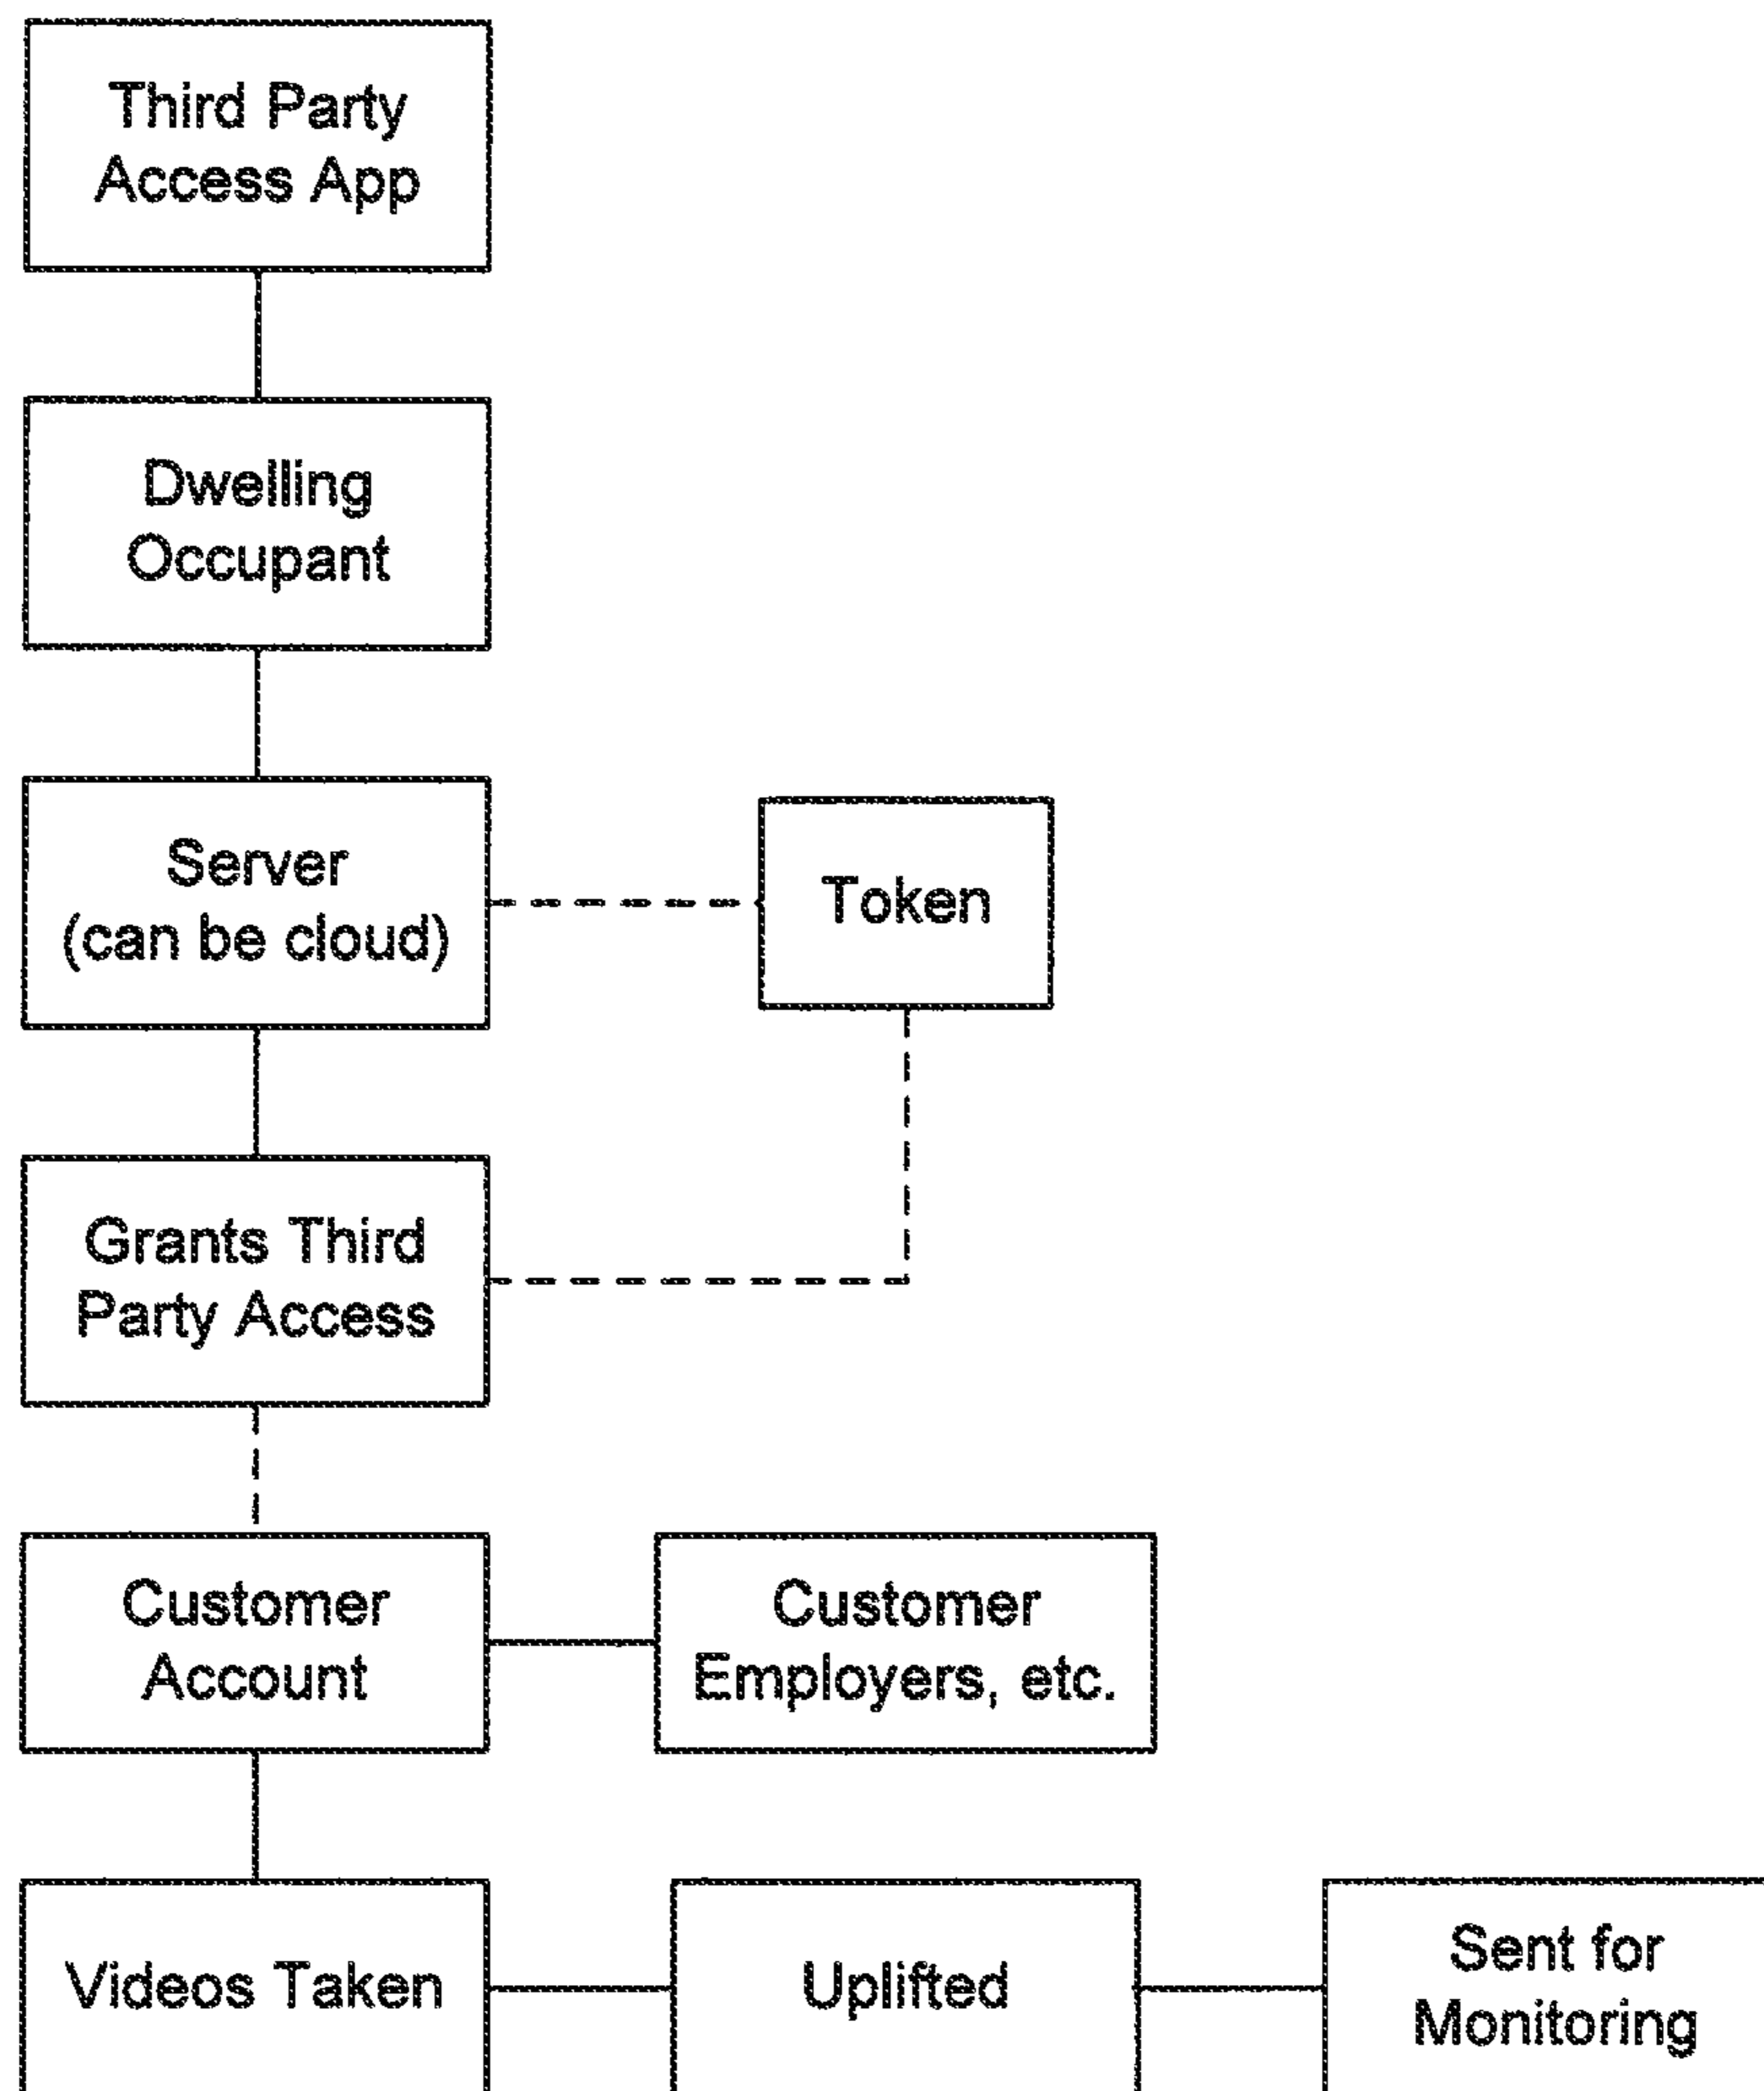 Third Party
Access App
Dwelling
Occupant
Server
(can be cloud)
Token
Grants Third
Party Access
Customer
Account
Customer
Employers, etc.
Videos Taken
Uplifted
Sent for
Monitoring